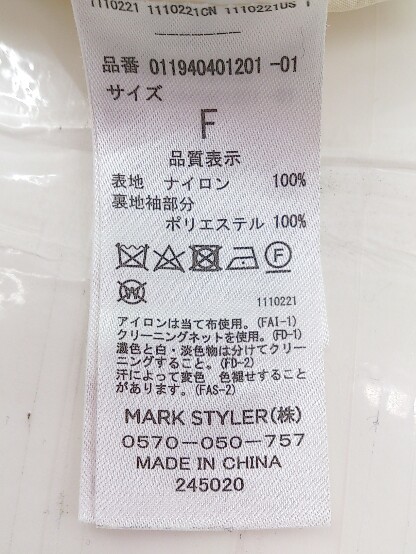 1110221 1110221CN 1110221US
品番 011940401201 -01
サイズ
F
品質表示
表地 ナイロン 100%
裏地袖部分
ポリエステル 100%
F
W
1110221
アイロンは当て布使用。(FAI-1)
クリーニングネットを使用。(FD-1)
濃色と白・淡色物は分けてクリー
ニングすること。(FD-2)
汗によって変色 色褪せすること
があります。(FAS-2)
MARK STYLER(株)
0570-050-757
MADE IN CHINA
245020